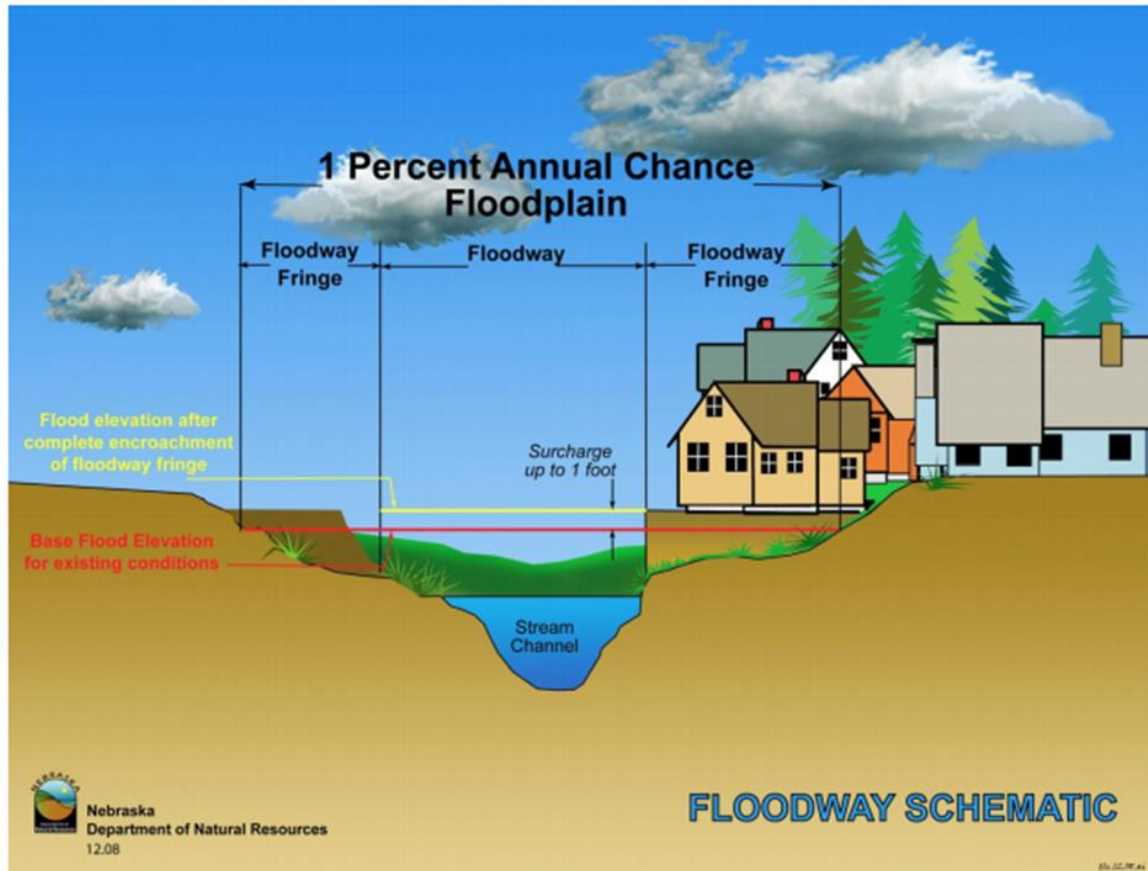 1 Percent Annual Chance
Floodplain
Floodway
Fringe
Floodway
Floodway
Fringe
Flood elevation after
complete encroachment
of floodway fringe
Surcharge
up to 1 foot
Base Flood Elevation
for existing conditions
Stream
Channel
NEBRASKA
Nebraska
Department of Natural Resources
12.08
FLOODWAY SCHEMATIC